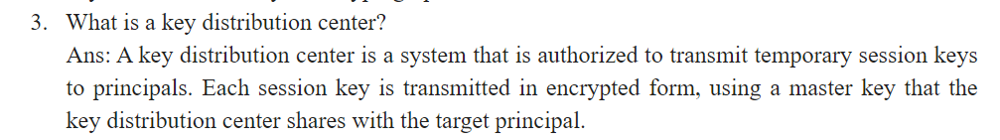 3. What is a key distribution center?
Ans: A key distribution center is a system that is authorized to transmit temporary session keys
to principals. Each session key is transmitted in encrypted form, using a master key that the
key distribution center shares with the target principal.